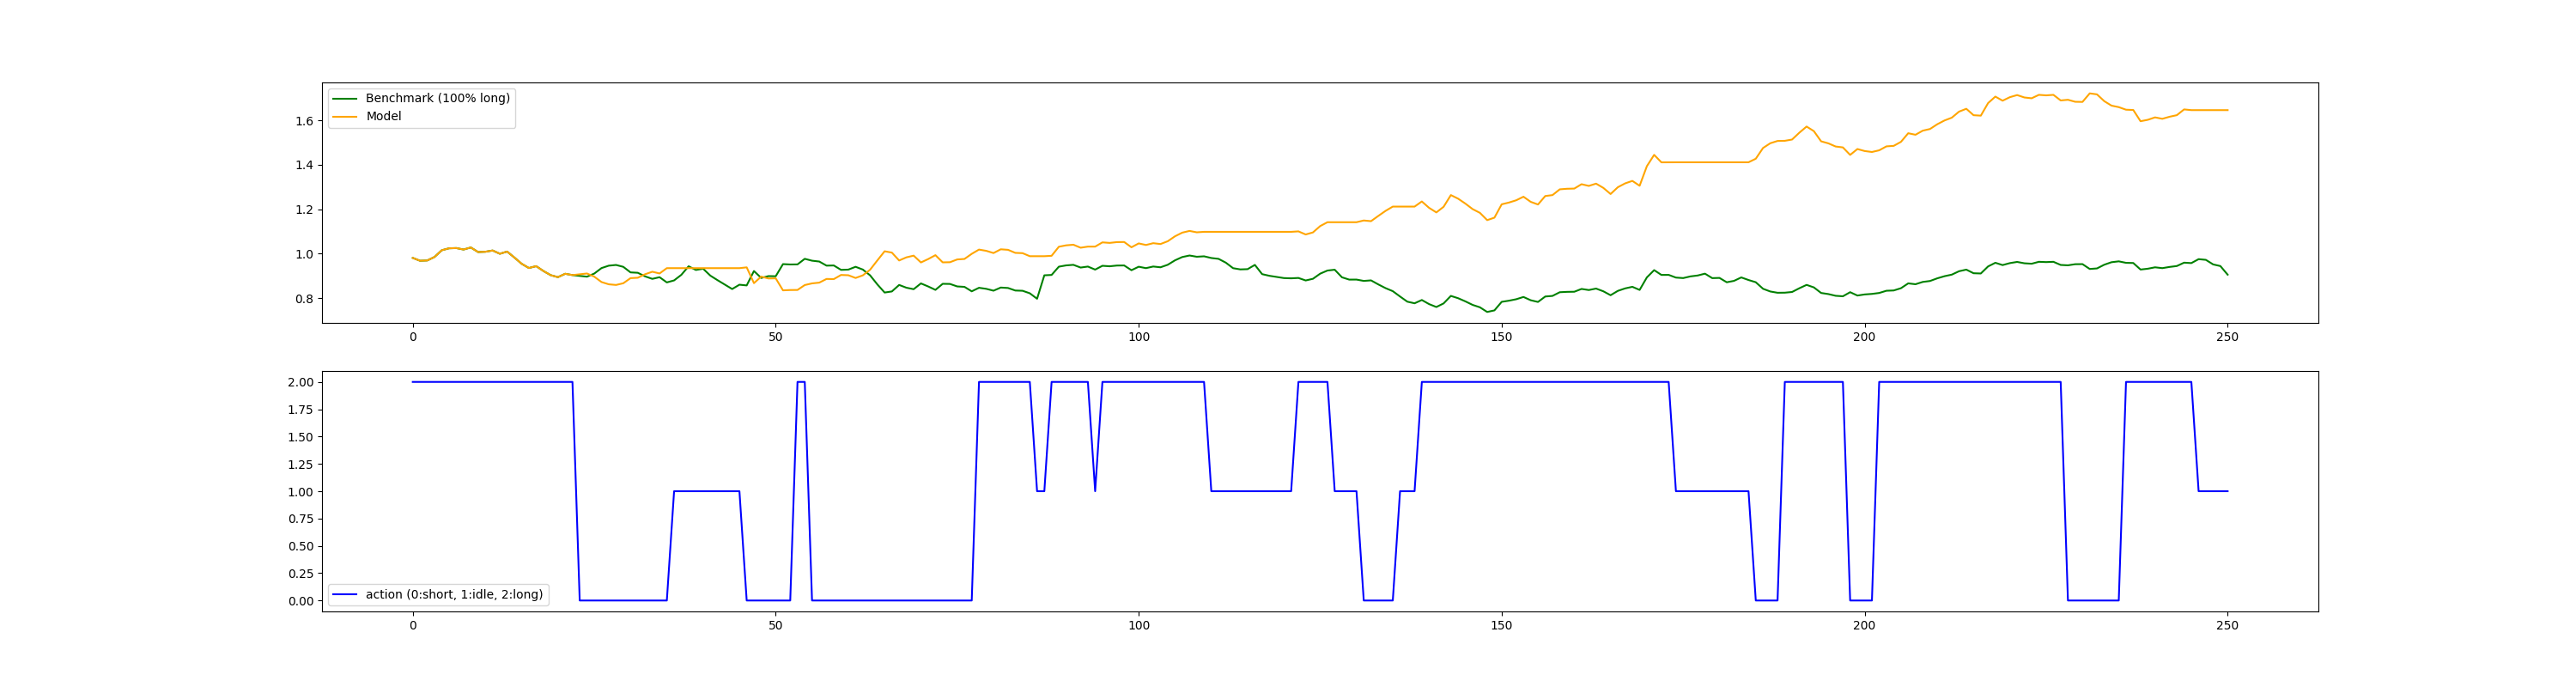 Benchmark (100% long)
Model
1.6
1.4
1.2
1.0
0.8
0 50 100 150 200 250
2.00
1.75
1.50
1.25
1.00
0.75
0.50
0.25
0.00
action (0:short, 1:idle, 2:long)
0 50 100 150 200 250